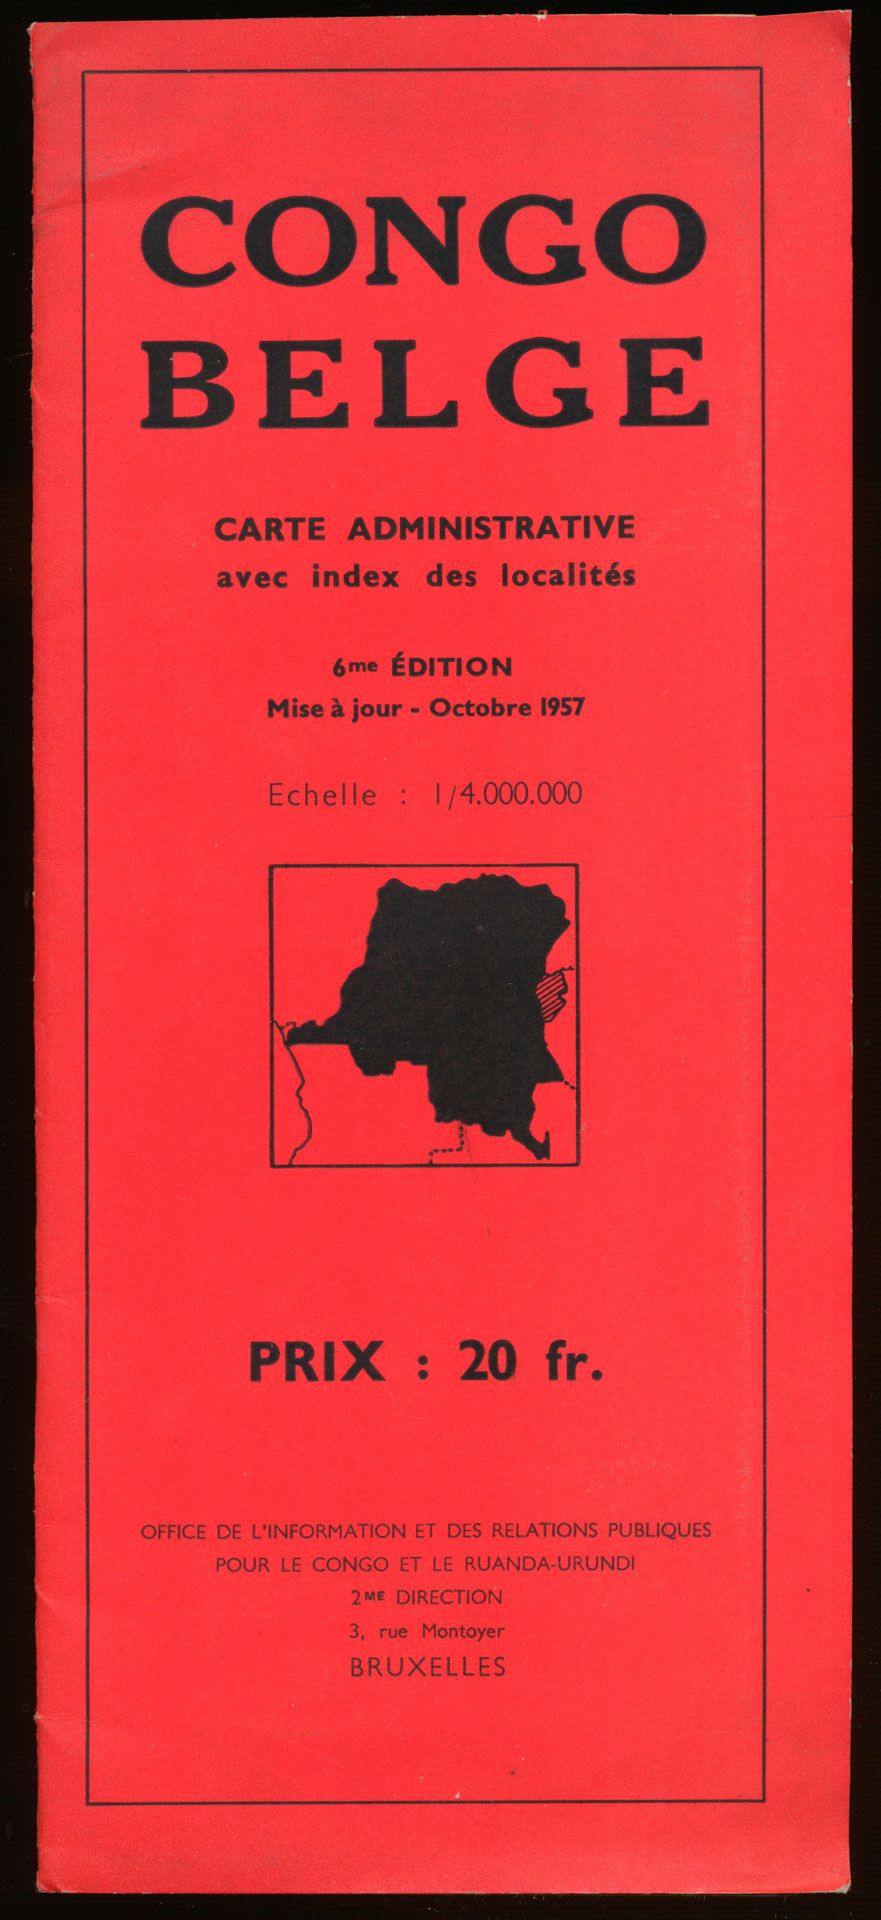 CONGO
BELGE
CARTE ADMINISTRATIVE
avec index des localités
6me ÉDITION
Mise à jour - Octobre 1957
Echelle : 1/4.000.000
PRIX : 20 fr.
OFFICE DE L'INFORMATION ET DES RELATIONS PUBLIQUES
POUR LE CONGO ET LE RUANDA-URUNDI
2ME DIRECTION
3, rue Montoyer
BRUXELLES